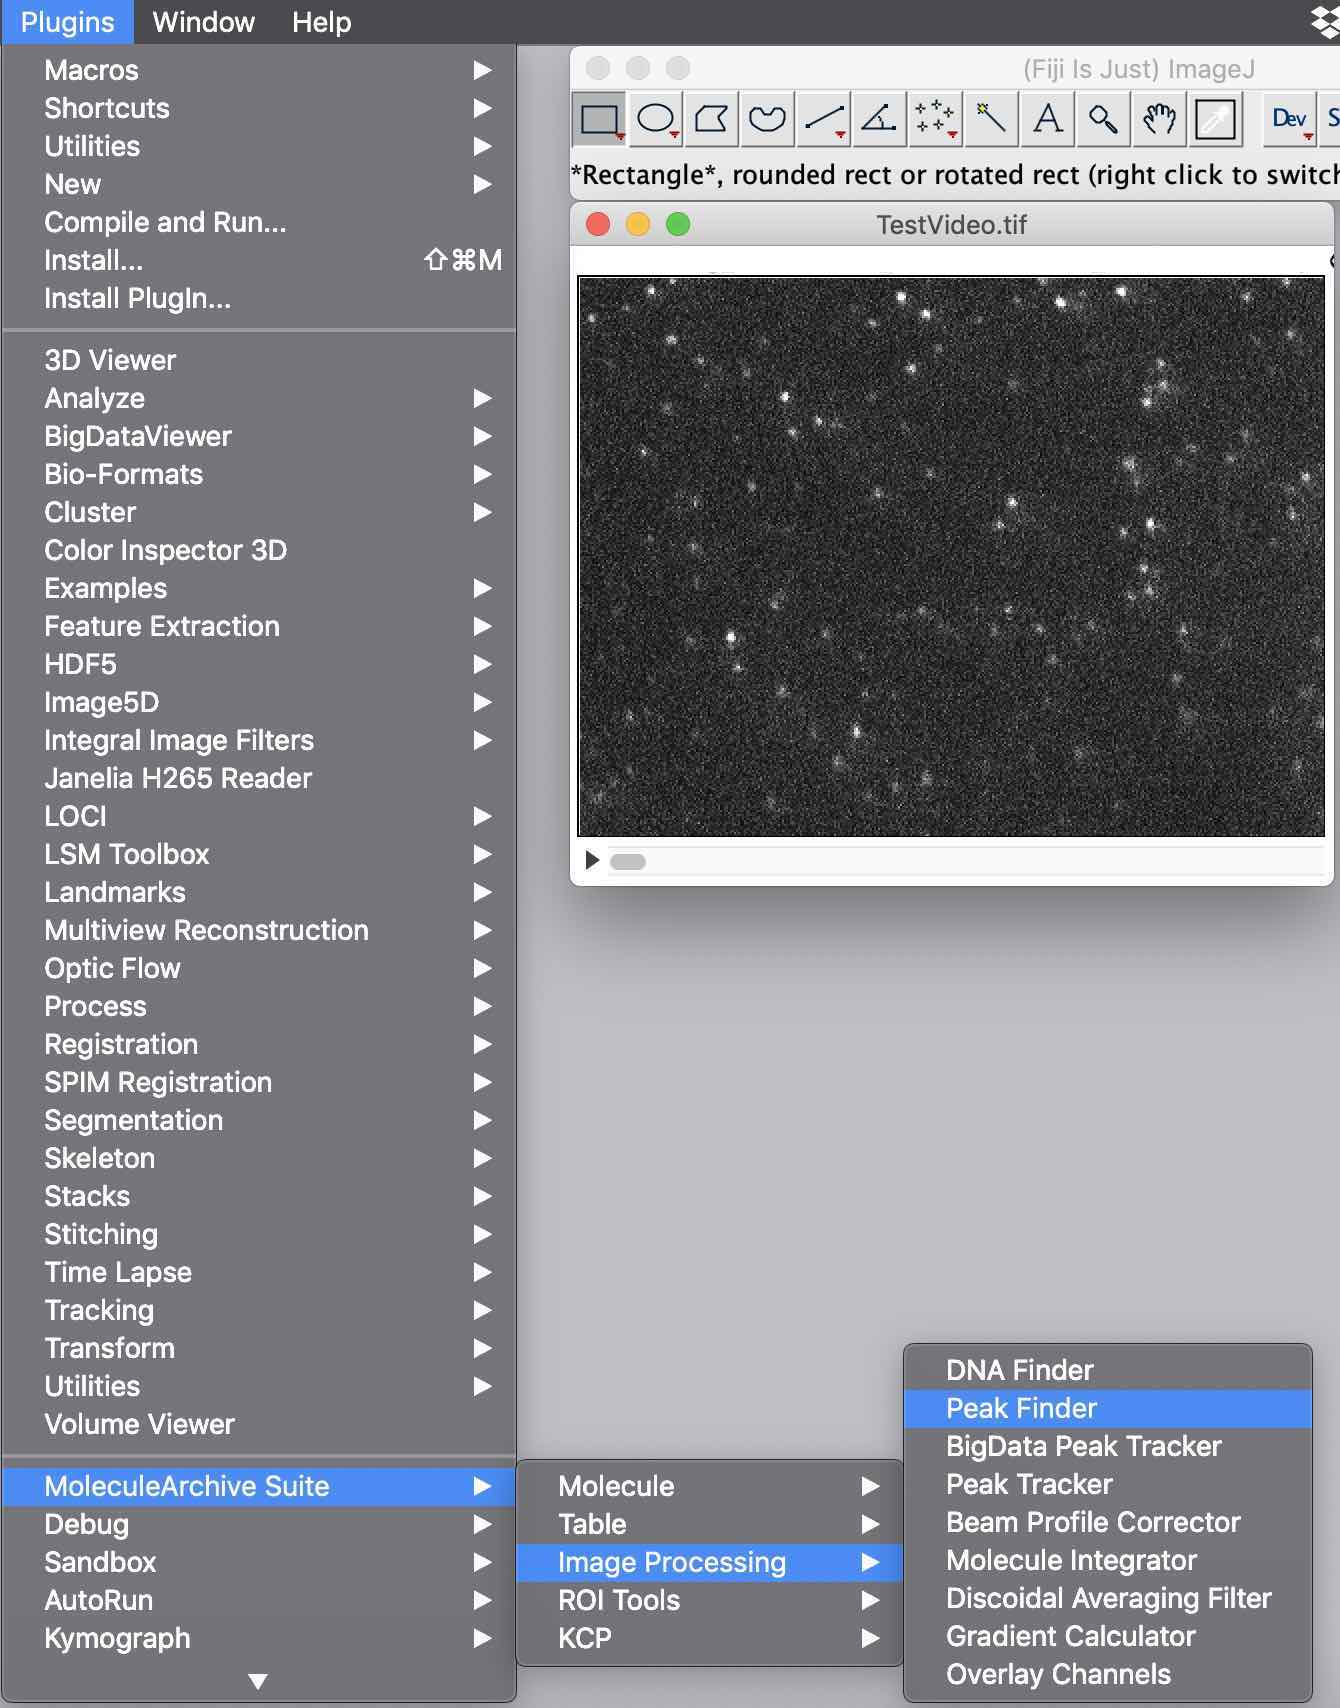 Plugins Window Help
Macros
Shortcuts
Utilities
New
Compile and Run...
Install... ⇧⌘M
Install PlugIn...
3D Viewer
Analyze
BigDataViewer
Bio-Formats
Cluster
Color Inspector 3D
Examples
Feature Extraction
HDF5
Image5D
Integral Image Filters
Janelia H265 Reader
LOCI
LSM Toolbox
Landmarks
Multiview Reconstruction
Optic Flow
Process
Registration
SPIM Registration
Segmentation
Skeleton
Stacks
Stitching
Time Lapse
Tracking
Transform
Utilities
Volume Viewer
MoleculeArchive Suite
Debug
Sandbox
AutoRun
Kymograph
(Fiji Is Just) ImageJ
A Dev S
*Rectangle*, rounded rect or rotated rect (right click to switch
TestVideo.tif
Molecule
Table
Image Processing
ROI Tools
KCP
DNA Finder
Peak Finder
BigData Peak Tracker
Peak Tracker
Beam Profile Corrector
Molecule Integrator
Discoidal Averaging Filter
Gradient Calculator
Overlay Channels